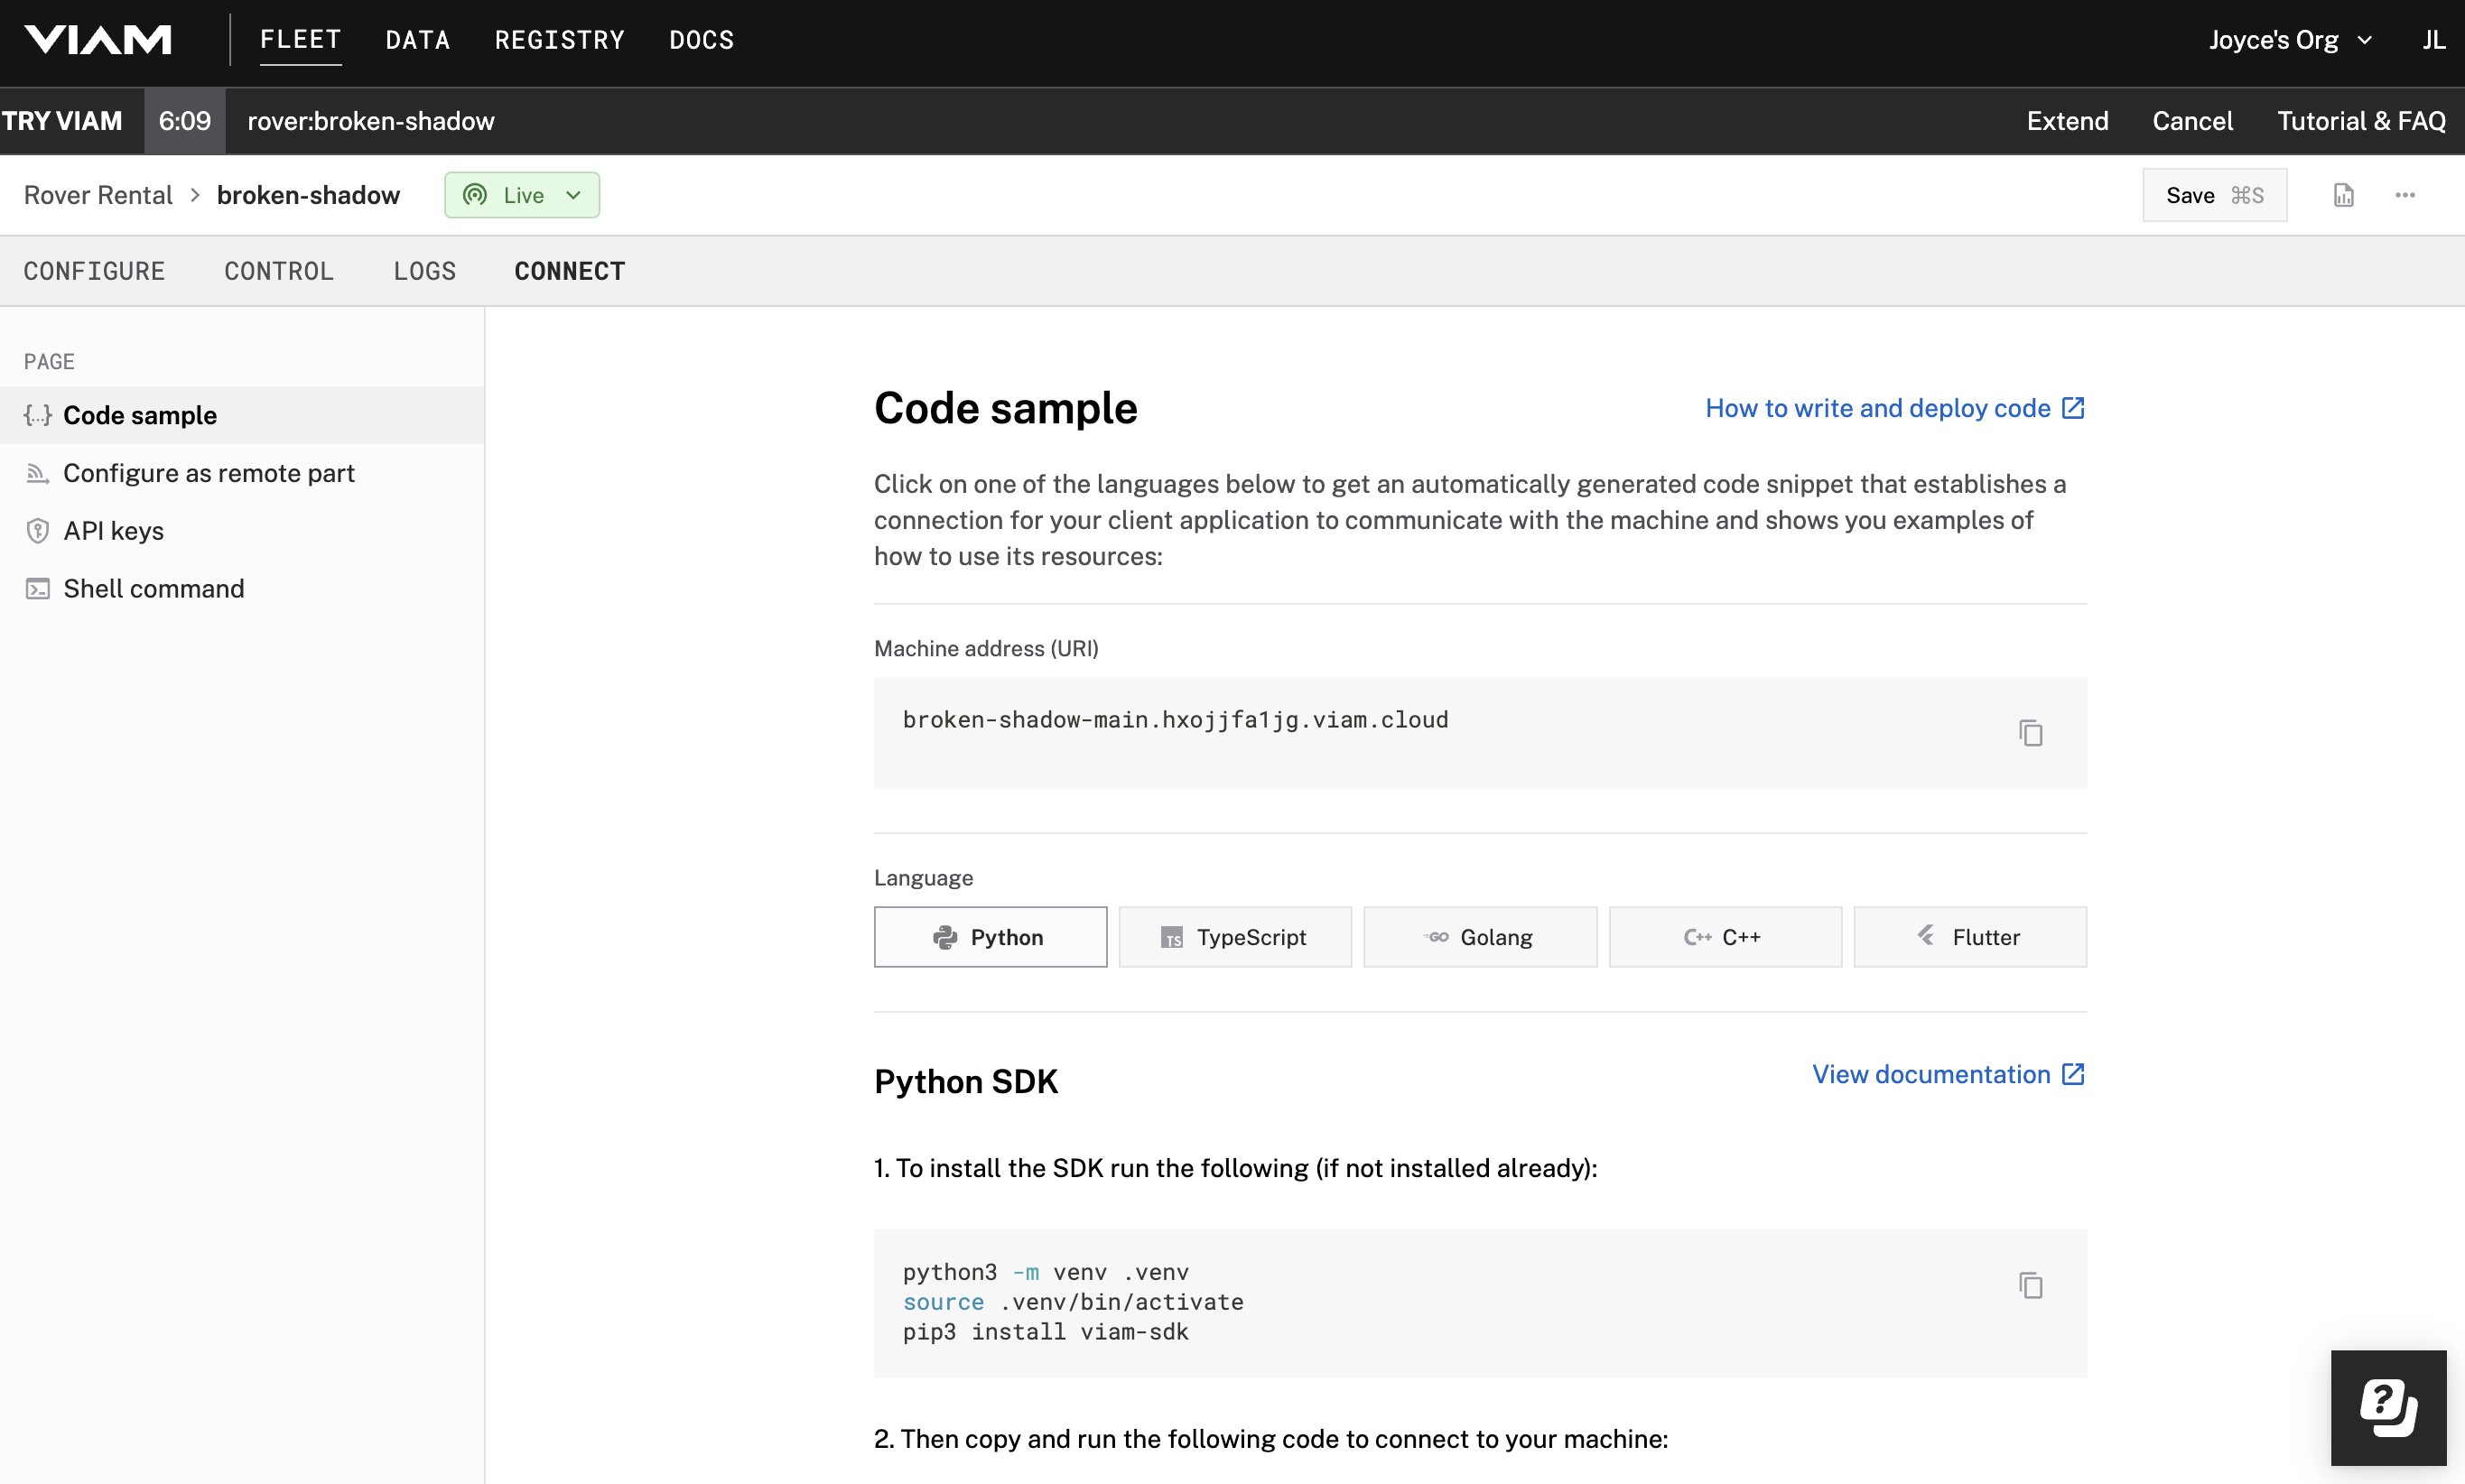 VIAM FLEET DATA REGISTRY DOCS Joyce's Org JL
TRY VIAM 6:09 rover:broken-shadow Extend Cancel Tutorial & FAQ
Rover Rental > broken-shadow Live Save ⌘S
CONFIGURE CONTROL LOGS CONNECT
PAGE
{...} Code sample
Configure as remote part
API keys
Shell command
Code sample How to write and deploy code
Click on one of the languages below to get an automatically generated code snippet that establishes a
connection for your client application to communicate with the machine and shows you examples of
how to use its resources:
Machine address (URI)
broken-shadow-main.hxojjfa1jg.viam.cloud
Language
Python TS TypeScript GO Golang C++ C++ Flutter
Python SDK View documentation
1. To install the SDK run the following (if not installed already):
python3 -m venv .venv
source .venv/bin/activate
pip3 install viam-sdk
2. Then copy and run the following code to connect to your machine: